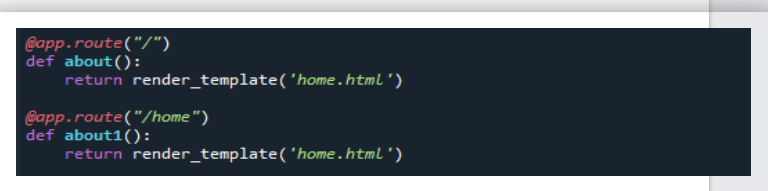 @app.route("/")
def about():
    return render_template('home.html')
@app.route("/home")
def about1():
    return render_template('home.html')